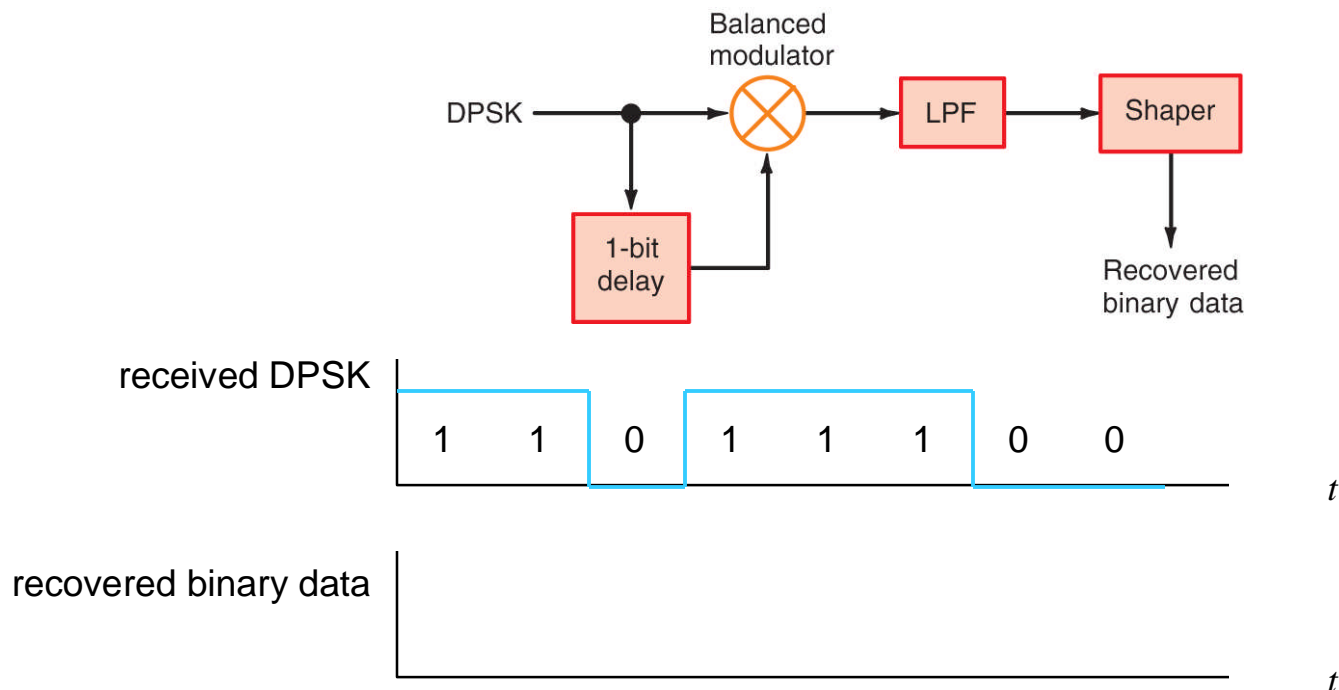 Balanced
modulator
DPSK
LPF
Shaper
1-bit
delay
Recovered
binary data
received DPSK
1 1 0 1 1 1 0 0
t
recovered binary data
t